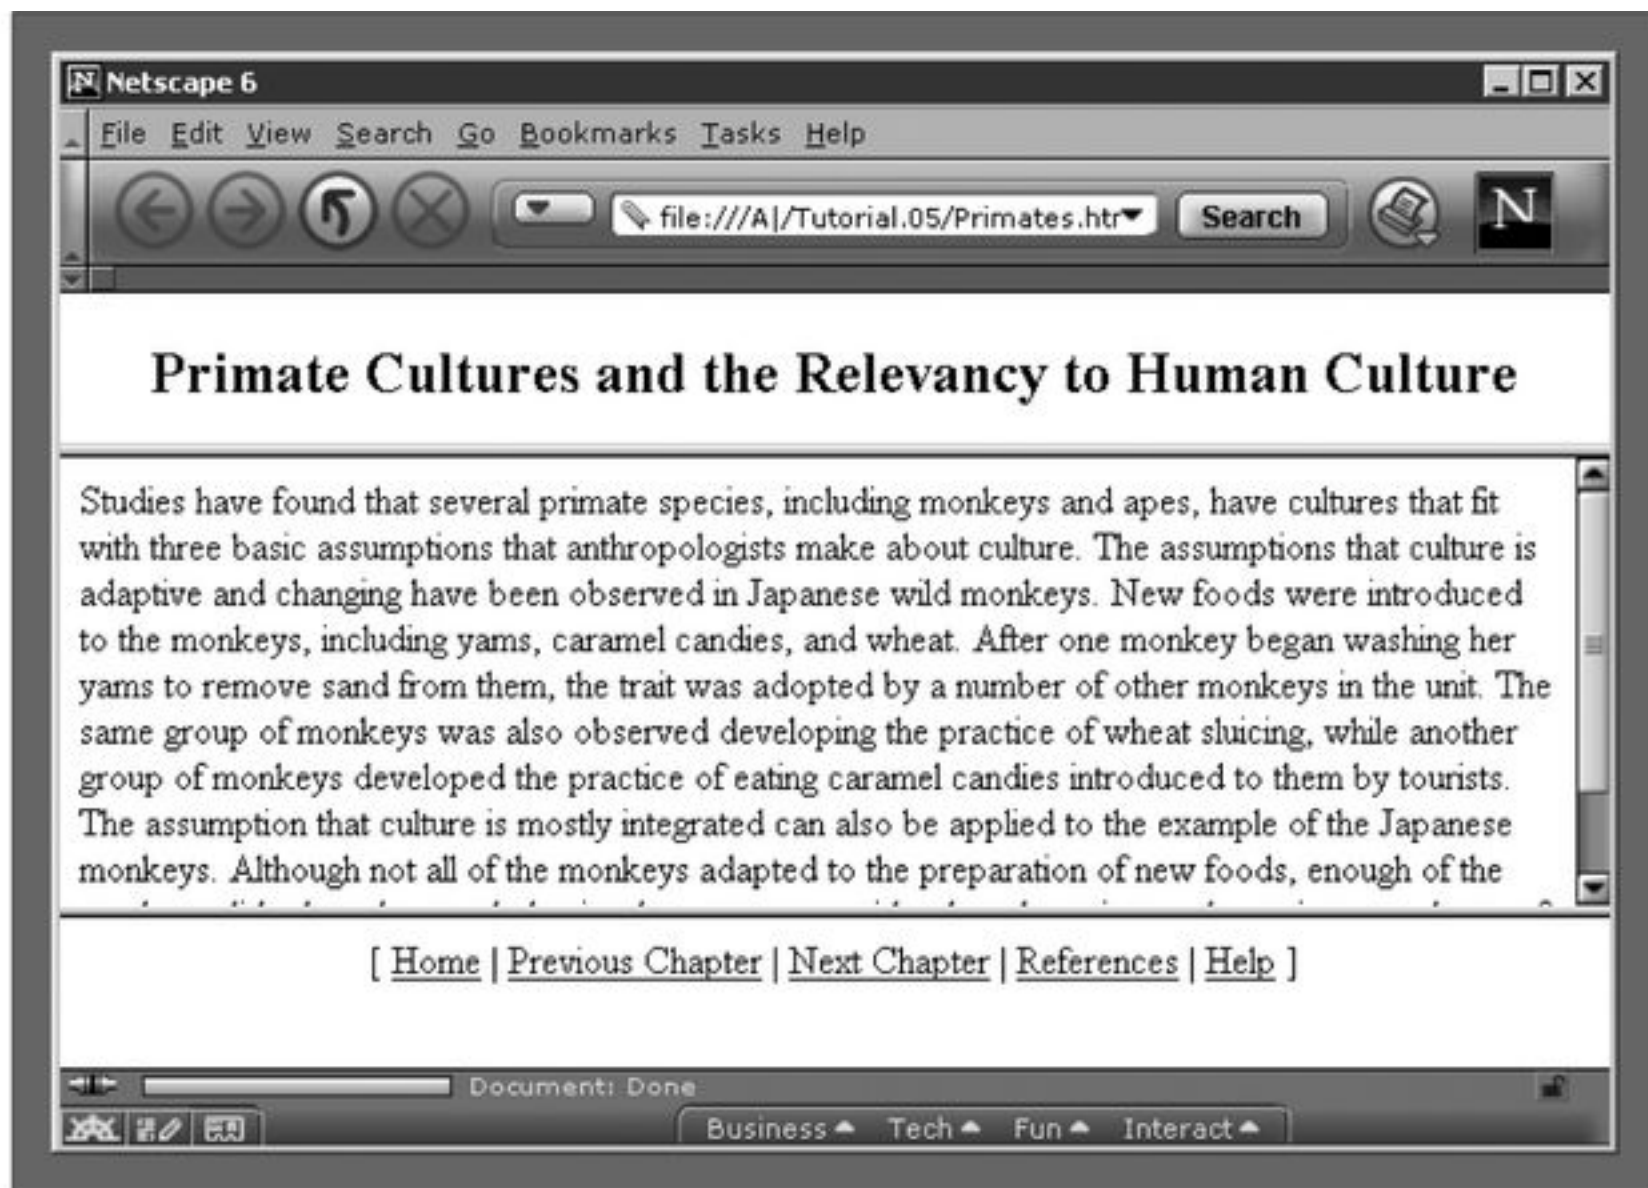 Netscape 6
File Edit View Search Go Bookmarks Tasks Help
file:///A|/Tutorial.05/Primates.htm
Search
N
Primate Cultures and the Relevancy to Human Culture
Studies have found that several primate species, including monkeys and apes, have cultures that fit
with three basic assumptions that anthropologists make about culture. The assumptions that culture is
adaptive and changing have been observed in Japanese wild monkeys. New foods were introduced
to the monkeys, including yams, caramel candies, and wheat. After one monkey began washing her
yams to remove sand from them, the trait was adopted by a number of other monkeys in the unit. The
same group of monkeys was also observed developing the practice of wheat sluicing, while another
group of monkeys developed the practice of eating caramel candies introduced to them by tourists.
The assumption that culture is mostly integrated can also be applied to the example of the Japanese
monkeys. Although not all of the monkeys adapted to the preparation of new foods, enough of the
[ Home | Previous Chapter | Next Chapter | References | Help ]
Document: Done
Business Tech Fun Interact